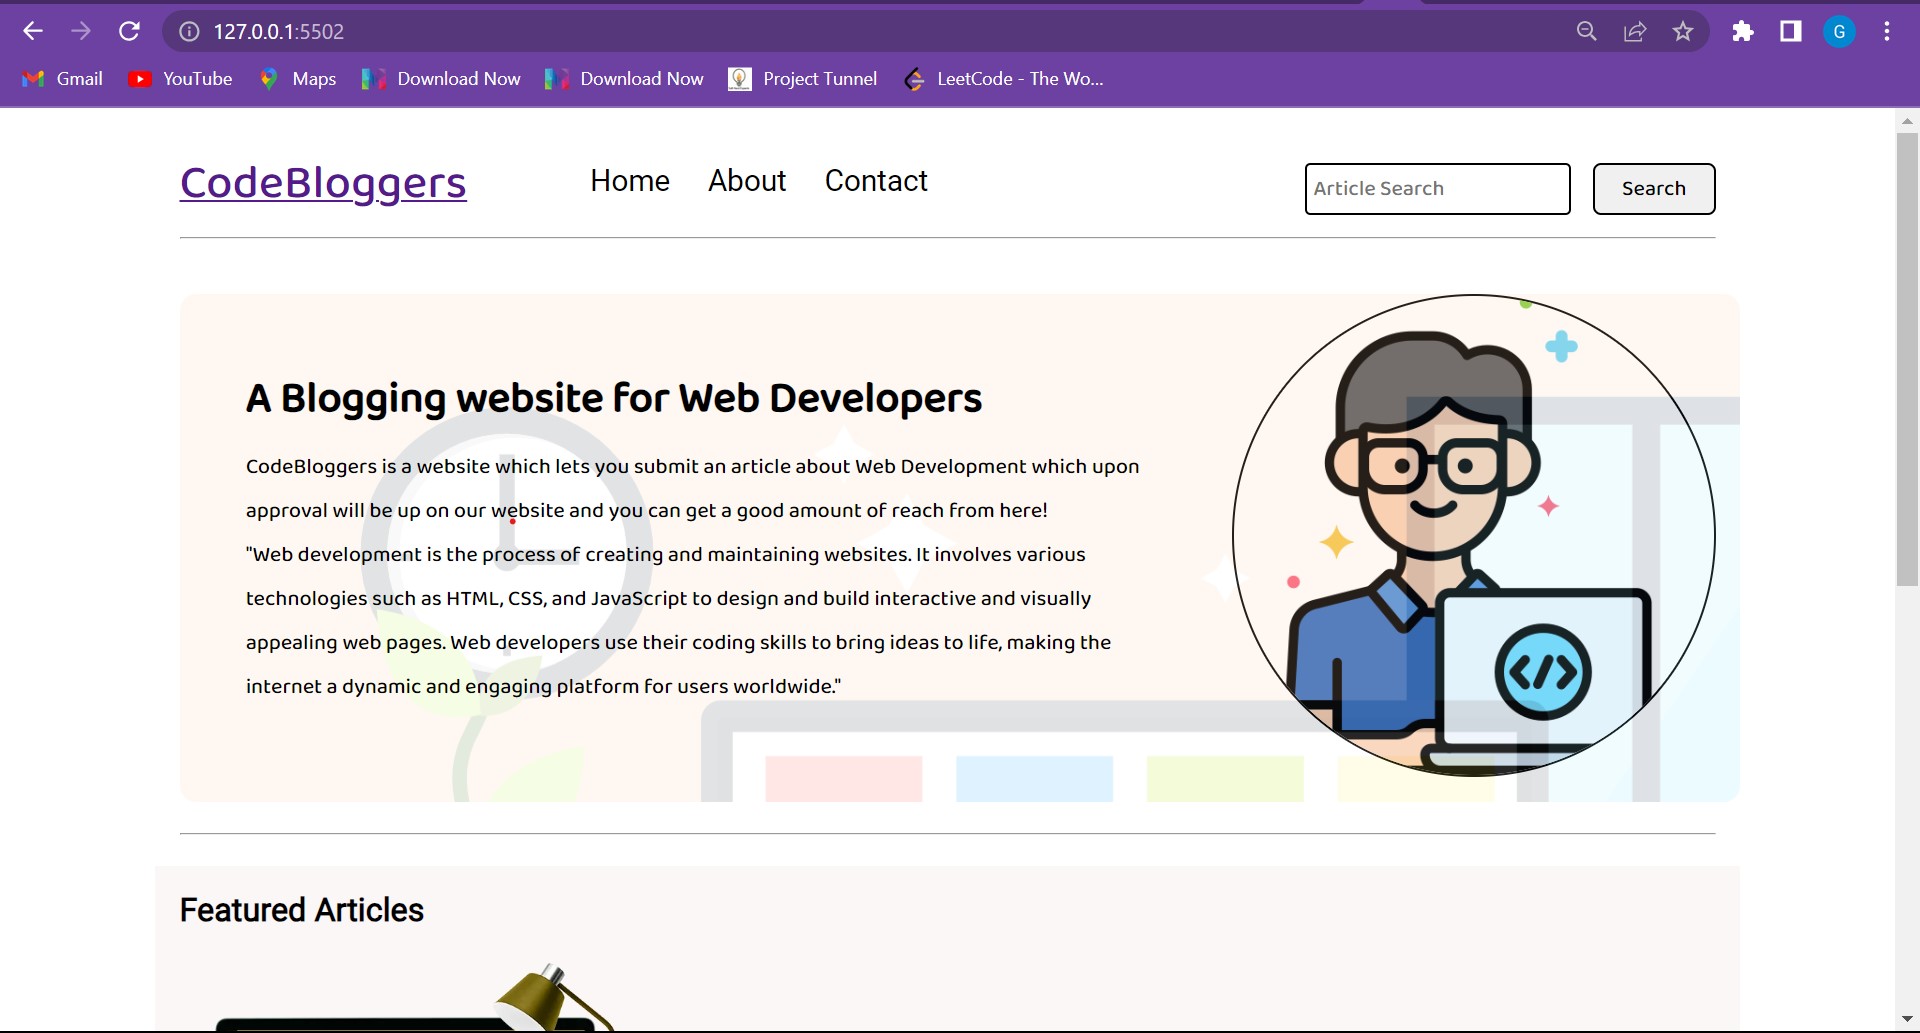 127.0.0.1:5502
G
Gmail YouTube Maps Download Now Download Now Project Tunnel LeetCode - The Wo...
CodeBloggers Home About Contact Article Search Search
A Blogging website for Web Developers
CodeBloggers is a website which lets you submit an article about Web Development which upon
approval will be up on our website and you can get a good amount of reach from here!
"Web development is the process of creating and maintaining websites. It involves various
technologies such as HTML, CSS, and JavaScript to design and build interactive and visually
appealing web pages. Web developers use their coding skills to bring ideas to life, making the
internet a dynamic and engaging platform for users worldwide."
</>
Featured Articles